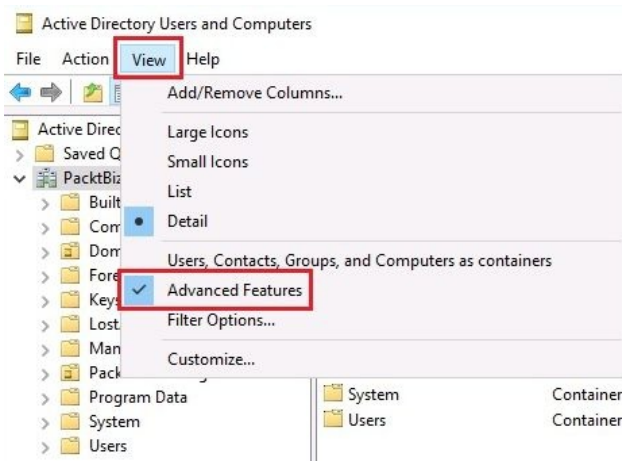 Active Directory Users and Computers
File Action View Help
Add/Remove Columns...
Active Direc
Large Icons
Saved Q
Small Icons
PacktBiz
List
Built
Detail
Com
Dom
Users, Contacts, Groups, and Computers as containers
Fore
Advanced Features
Keys
Filter Options...
Lost
Man
Customize...
Pack
Program Data
System Container
System
Users Container
Users